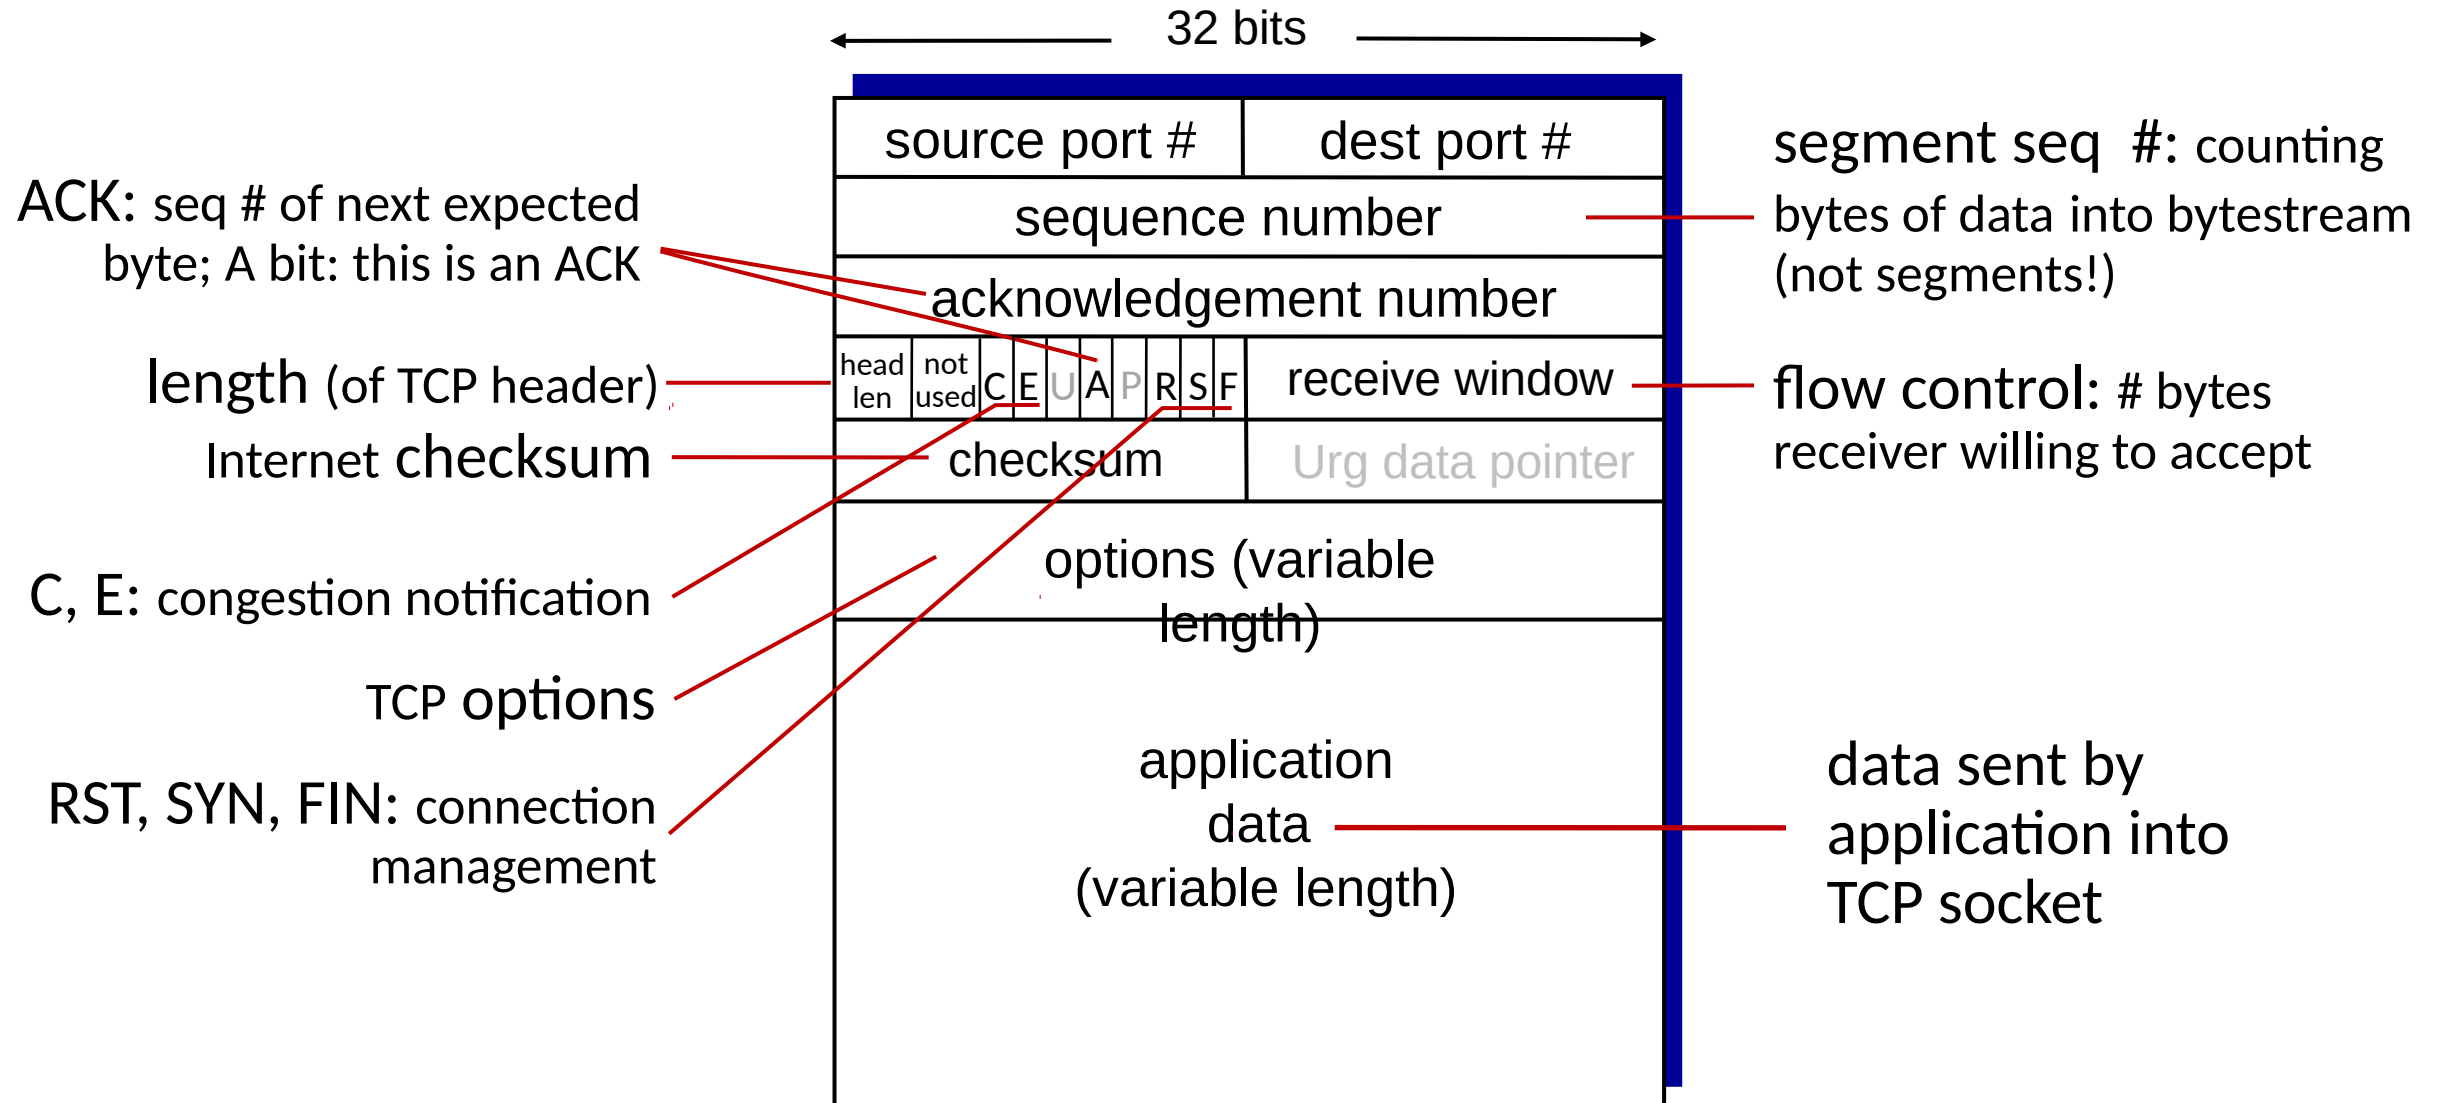 32 bits
source port #
dest port #
sequence number
acknowledgement number
head
len
not
used
C
E
U
A
P
R
S
F
receive window
checksum
Urg data pointer
options (variable
length)
application
data
(variable length)
ACK: seq # of next expected
byte; A bit: this is an ACK
length (of TCP header)
Internet checksum
C, E: congestion notification
TCP options
RST, SYN, FIN: connection
management
segment seq  #: counting
bytes of data into bytestream
(not segments!)
flow control: # bytes
receiver willing to accept
data sent by
application into
TCP socket